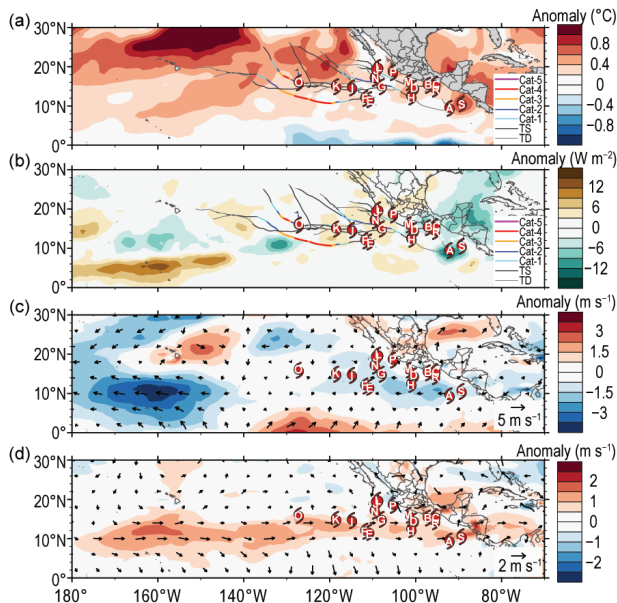 (a)
Anomaly (°C)
30°N
20°N
10°N
0°
0.8
0.4
0
−0.4
−0.8
Cat-5
Cat-4
Cat-3
Cat-2
Cat-1
TS
TD
O
K
I
G
N
P
D
H
A
S
(b)
Anomaly (W m−2)
30°N
20°N
10°N
0°
12
6
0
−6
−12
Cat-5
Cat-4
Cat-3
Cat-2
Cat-1
TS
TD
O
K
I
G
N
P
D
H
A
(c)
Anomaly (m s−1)
30°N
20°N
10°N
0°
3
1.5
0
−1.5
−3
O
K
I
G
N
P
D
H
A
5 m s−1
(d)
Anomaly (m s−1)
30°N
20°N
10°N
0°
2
1
0
−1
−2
O
K
I
G
N
P
D
H
A
2 m s−1
180°
160°W
140°W
120°W
100°W
80°W